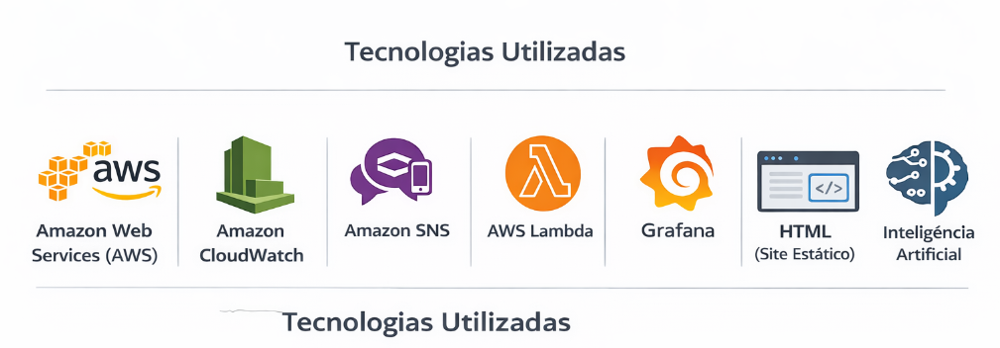 Tecnologias Utilizadas
aws
Amazon Web
Services (AWS)
Amazon
CloudWatch
Amazon SNS
AWS Lambda
Grafana
</>
HTML
(Site Estático)
Inteligéncia
Artificial
Tecnologias Utilizadas